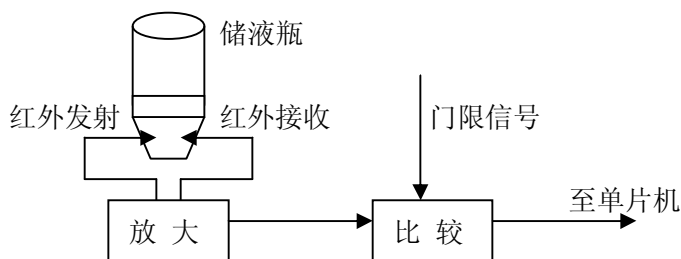 储液瓶
红外发射
红外接收
门限信号
至单片机
放 大
比 较